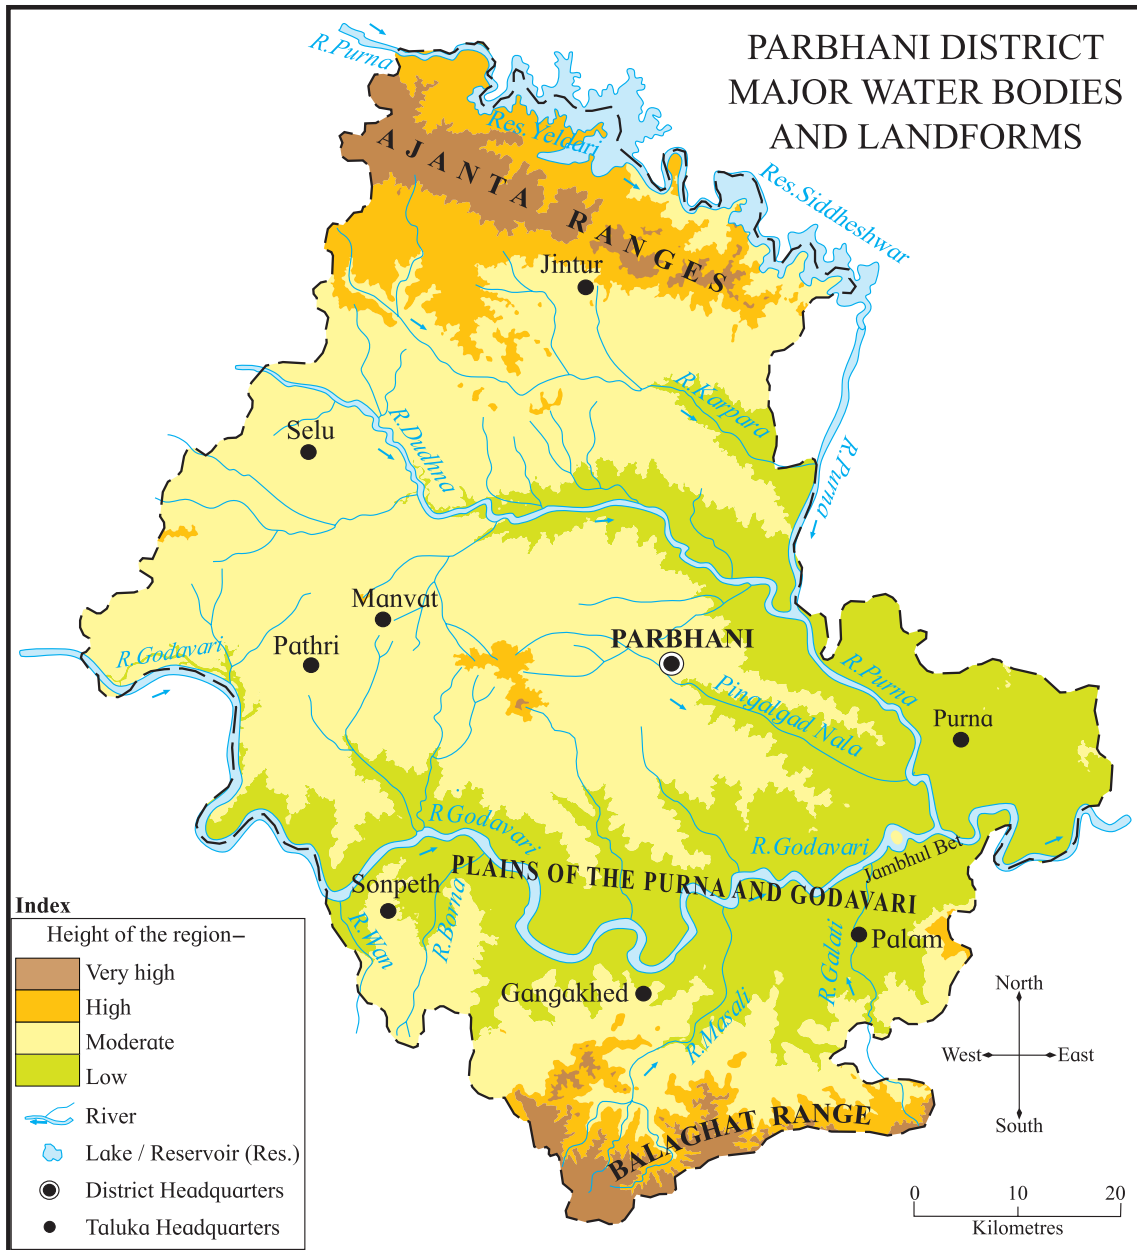 PARBHANI DISTRICT
MAJOR WATER BODIES
AND LANDFORMS
R.Purna
Res. Yeldari
Res.Siddheshwar
AJANTA RANGES
Jintur
R.Karpara
R.Dudhna
Selu
R.Purna
Manvat
Pathri
PARBHANI
R.Godavari
R.Purna
Pingalgad Nala
Purna
R Godavari
R.Godavari
Jambhul Bet
PLAINS OF THE PURNA AND GODAVARI
Sonpeth
R.Wan
R.Borna
Palam
R.Galati
Gangakhed
R.Masali
BALAGHAT RANGE
Index
Height of the region–
Very high
High
Moderate
Low
River
Lake / Reservoir (Res.)
District Headquarters
Taluka Headquarters
North
West East
South
0 10 20
Kilometres